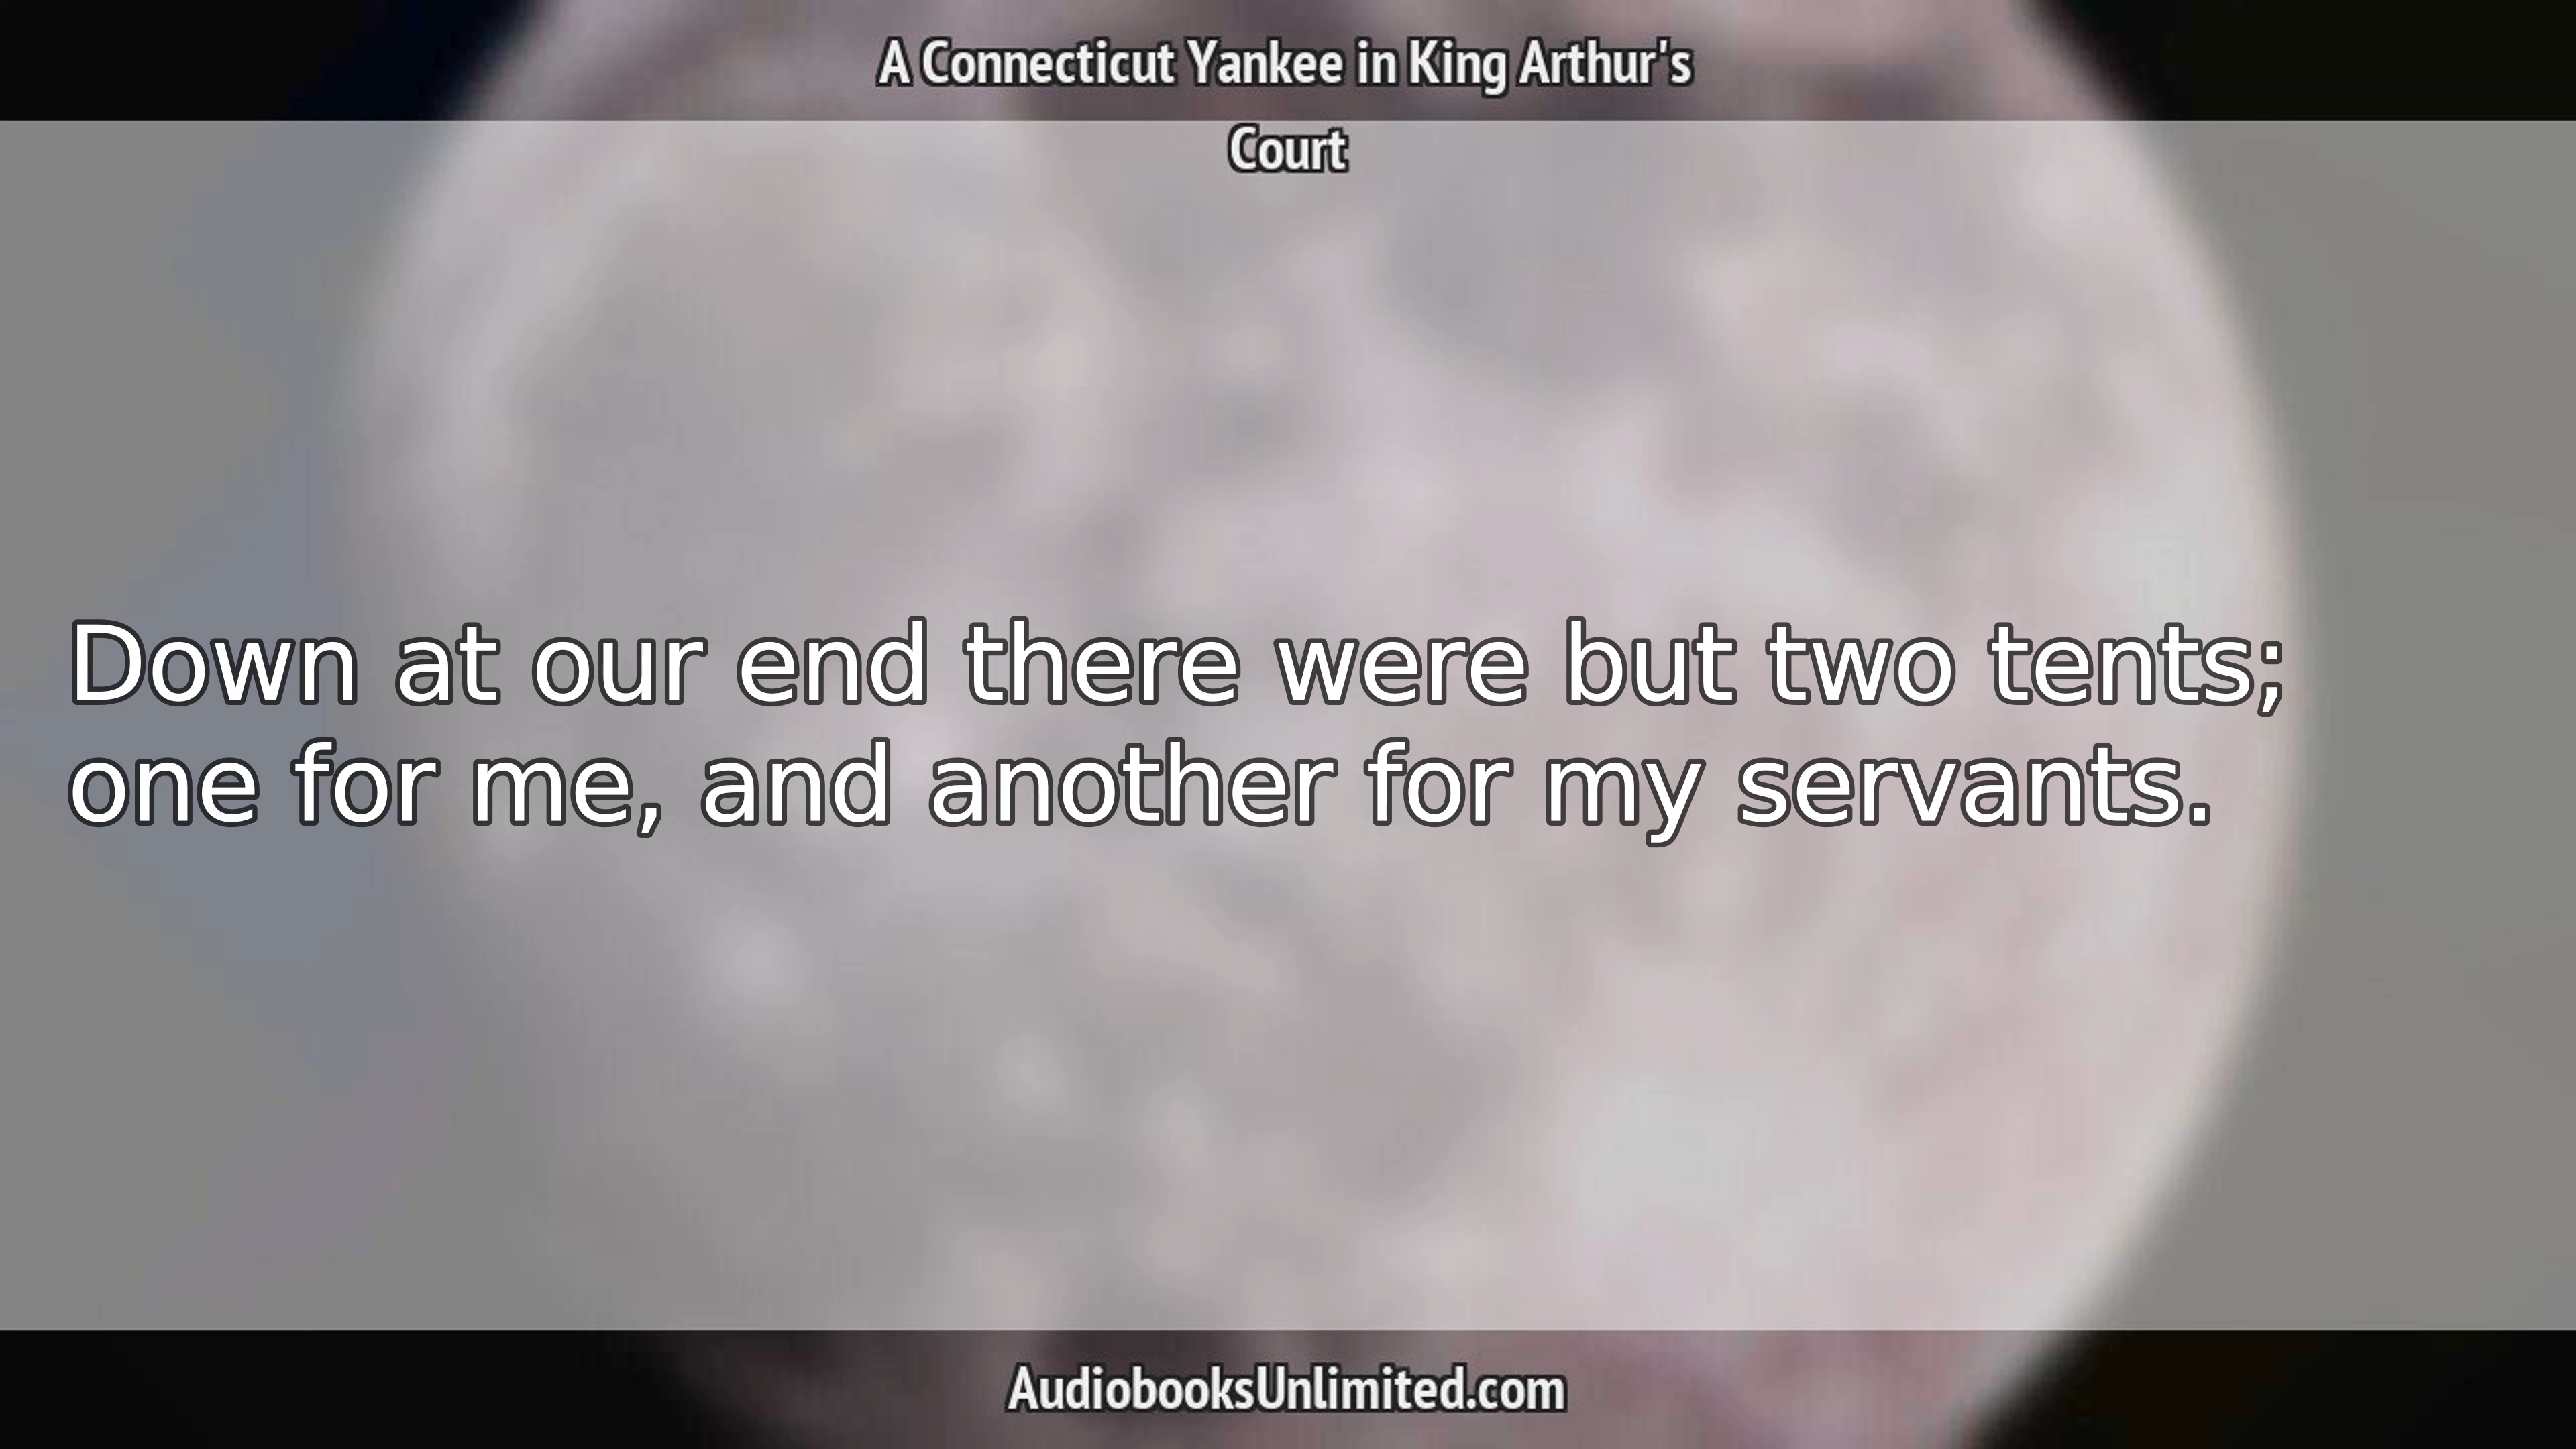 A Connecticut Yankee in King Arthur's
Court
Down at our end there were but two tents;
one for me, and another for my servants.
AudiobooksUnlimited.com